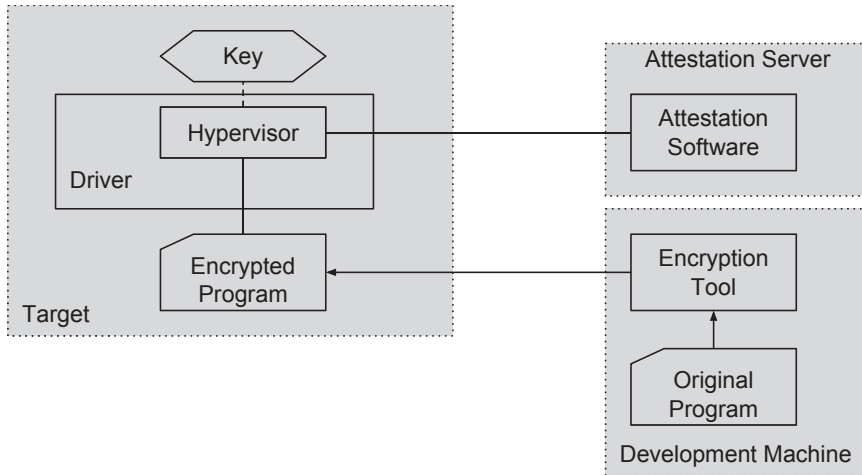 Key
Hypervisor
Driver
Encrypted
Program
Target
Attestation Server
Attestation
Software
Encryption
Tool
Original
Program
Development Machine